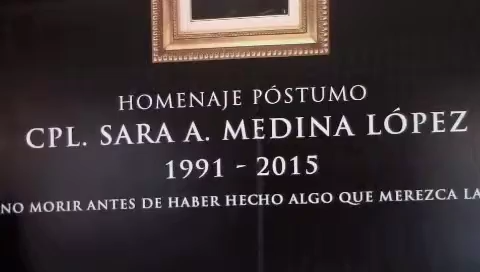 HOMENAJE PÓSTUMO
CPL. SARA A. MEDINA LÓPEZ
1991 - 2015
NO MORIR ANTES DE HABER HECHO ALGO QUE MEREZCA LA